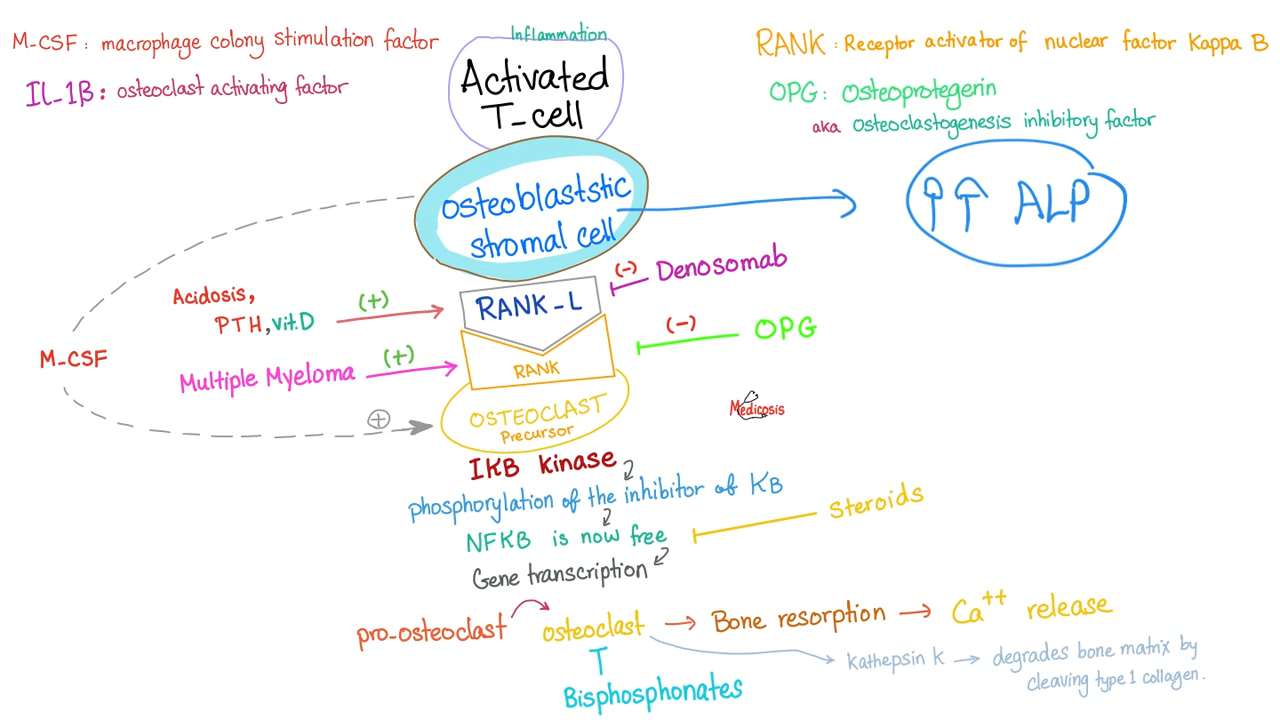 M-CSF: macrophage colony stimulation factor
IL-1β: osteoclast activating factor
Inflammation
Activated
T-cell
RANK: Receptor activator of nuclear factor Kappa B
OPG: Osteoprotegerin
aka Osteoclastogenesis inhibitory factor
osteoblaststic
stromal cell
↑↑ ALP
RANK-L
(-) Denosomab
Acidosis,
PTH, vit.D
(+)
(-) OPG
M-CSF
Multiple Myeloma (+)
RANK
OSTEOCLAST
Precursor
+
Medicosis
IKB kinase
phosphorylation of the inhibitor of KB
NFKB is now free
Steroids
Gene transcription
pro-osteoclast → osteoclast → Bone resorption → Ca++ release
Kathepsin k → degrades bone matrix by
cleaving type 1 collagen.
Bisphosphonates